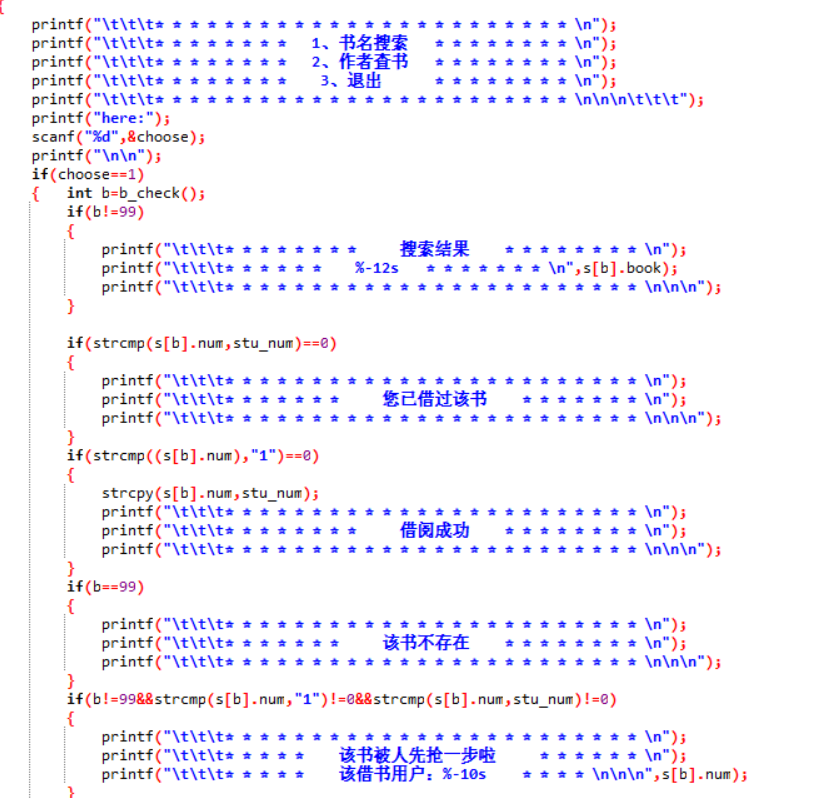 {
printf("\t\t\t* * * * * * * * * * * * * * * * * * * * * * * * \n");
printf("\t\t\t* * * * * * * *   1、书名搜索   * * * * * * * * \n");
printf("\t\t\t* * * * * * * *   2、作者查书   * * * * * * * * \n");
printf("\t\t\t* * * * * * * *    3、退出      * * * * * * * * \n");
printf("\t\t\t* * * * * * * * * * * * * * * * * * * * * * * * \n\n\n\t\t\t");
printf("here:");
scanf("%d",&choose);
printf("\n\n");
if(choose==1)
{   int b=b_check();
if(b!=99)
{
printf("\t\t\t* * * * * * * *     搜索结果    * * * * * * * * \n");
printf("\t\t\t* * * * * *    %-12s   * * * * * * * \n",s[b].book);
printf("\t\t\t* * * * * * * * * * * * * * * * * * * * * * * * \n\n\n");
}
if(strcmp(s[b].num,stu_num)==0)
{
printf("\t\t\t* * * * * * * * * * * * * * * * * * * * * * * * \n");
printf("\t\t\t* * * * * * *     您已借过该书    * * * * * * * \n");
printf("\t\t\t* * * * * * * * * * * * * * * * * * * * * * * * \n\n\n");
}
if(strcmp((s[b].num),"1")==0)
{
strcpy(s[b].num,stu_num);
printf("\t\t\t* * * * * * * * * * * * * * * * * * * * * * * * \n");
printf("\t\t\t* * * * * * * *     借阅成功    * * * * * * * * \n");
printf("\t\t\t* * * * * * * * * * * * * * * * * * * * * * * * \n\n\n");
}
if(b==99)
{
printf("\t\t\t* * * * * * * * * * * * * * * * * * * * * * * * \n");
printf("\t\t\t* * * * * * *     该书不存在    * * * * * * * * \n");
printf("\t\t\t* * * * * * * * * * * * * * * * * * * * * * * * \n\n\n");
}
if(b!=99&&strcmp(s[b].num,"1")!=0&&strcmp(s[b].num,stu_num)!=0)
{
printf("\t\t\t* * * * * * * * * * * * * * * * * * * * * * * * \n");
printf("\t\t\t* * * * *    该书被人先抢一步啦     * * * * * * \n");
printf("\t\t\t* * * * *    该借书用户：%-10s    * * * * \n\n\n",s[b].num);
}